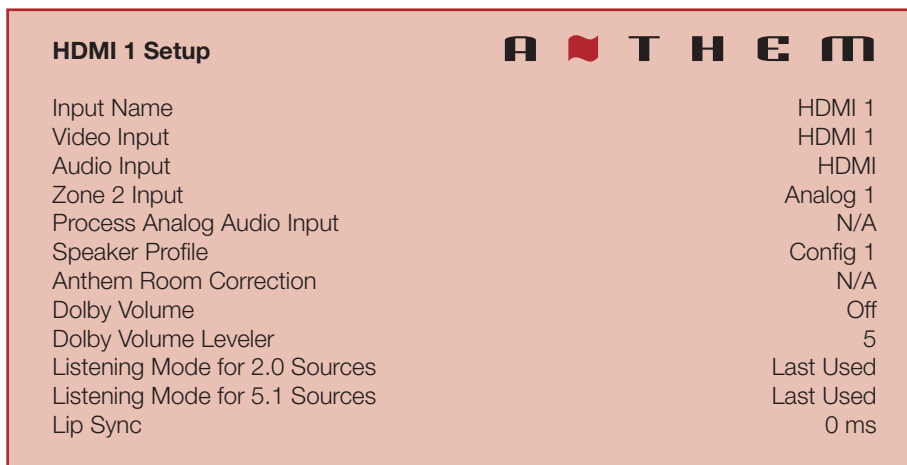 HDMI 1 Setup A ñ T H E M
Input Name HDMI 1
Video Input HDMI 1
Audio Input HDMI
Zone 2 Input Analog 1
Process Analog Audio Input N/A
Speaker Profile Config 1
Anthem Room Correction N/A
Dolby Volume Off
Dolby Volume Leveler 5
Listening Mode for 2.0 Sources Last Used
Listening Mode for 5.1 Sources Last Used
Lip Sync 0 ms